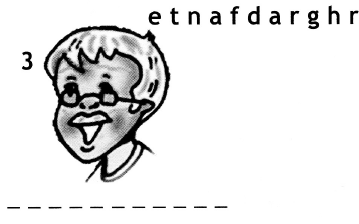 e t n a f d a r g h r
3
_ _ _ _ _ _ _ _ _ _ _